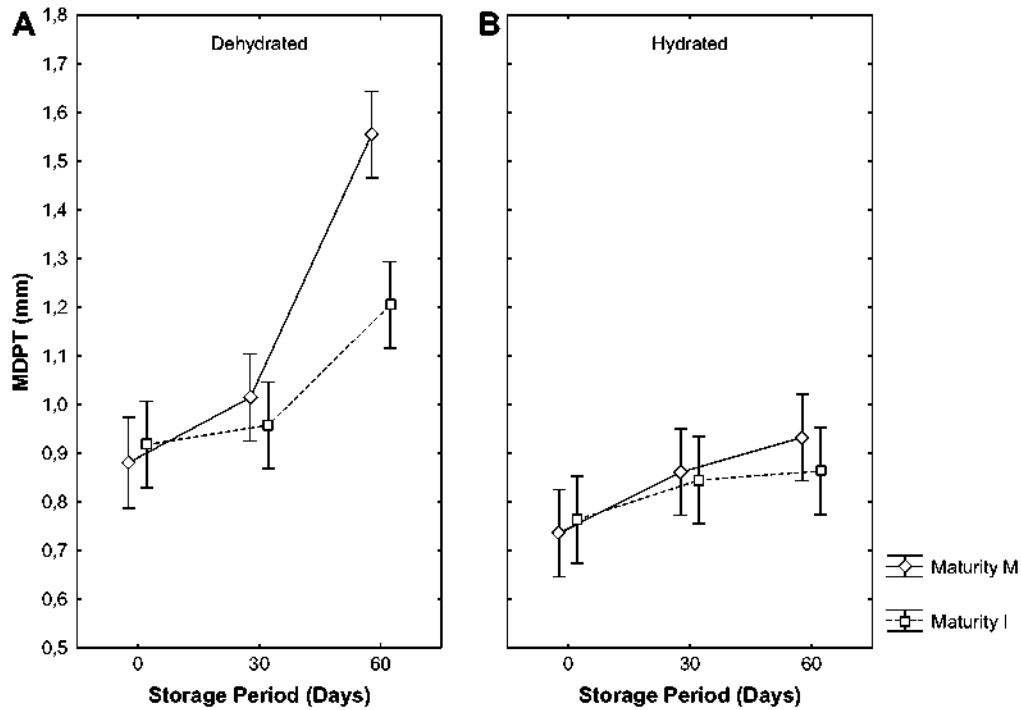 A
B
Dehydrated
Hydrated
1,8
1,7
1,6
1,5
1,4
1,3
1,2
1,1
1,0
0,9
0,8
0,7
0,6
0,5
MDPT (mm)
0 30 60
0 30 60
Storage Period (Days)
Storage Period (Days)
Maturity M
Maturity I